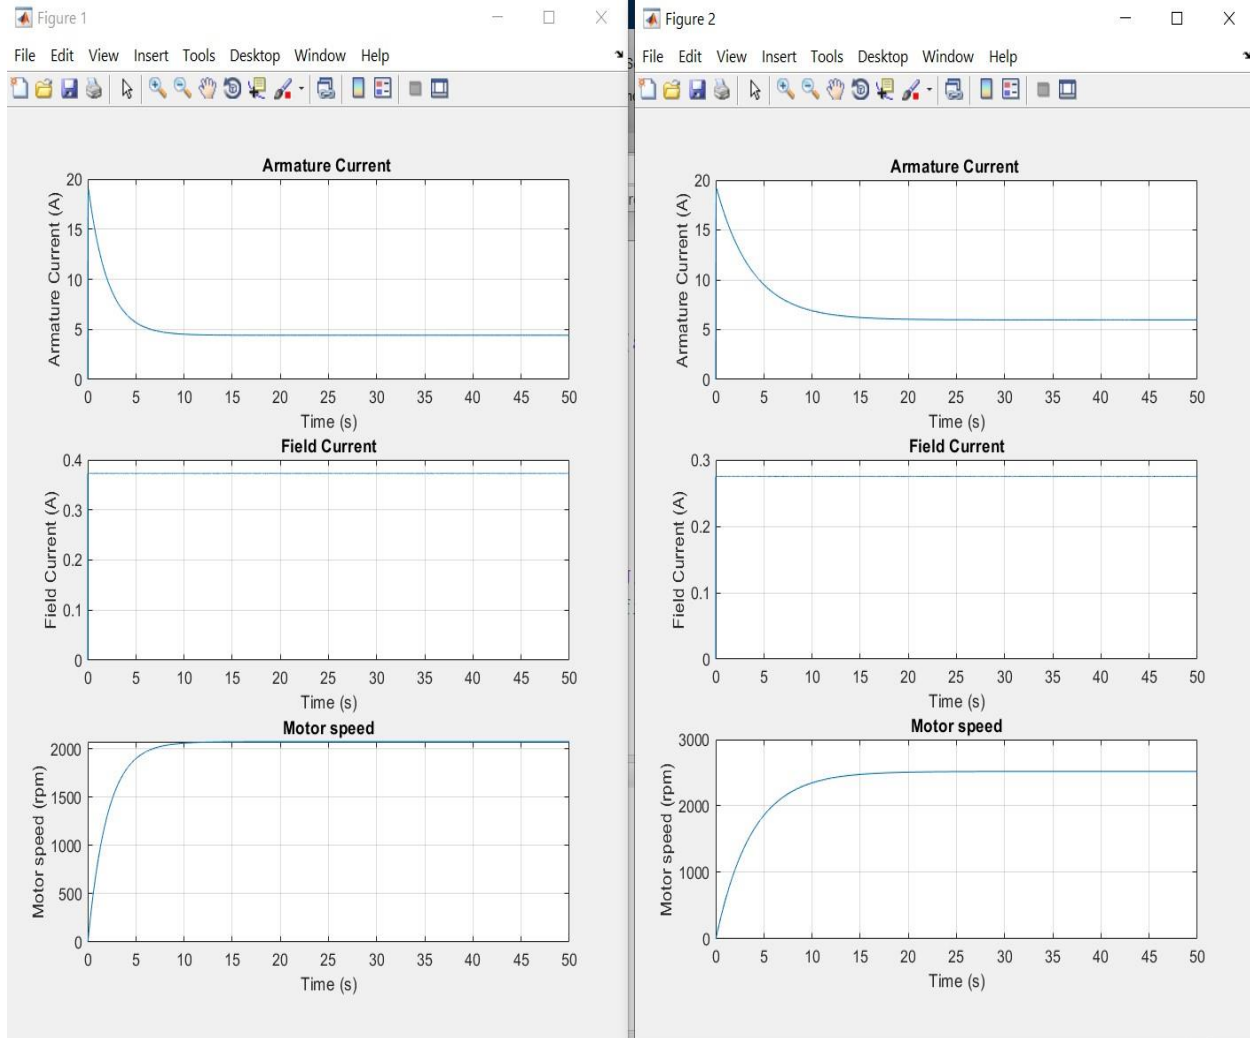 Figure 1
File Edit View Insert Tools Desktop Window Help
Armature Current
Armature Current (A)
20
15
10
5
0
0 5 10 15 20 25 30 35 40 45 50
Time (s)
Field Current
Field Current (A)
0.4
0.3
0.2
0.1
0
0 5 10 15 20 25 30 35 40 45 50
Time (s)
Motor speed
Motor speed (rpm)
2000
1500
1000
500
0
0 5 10 15 20 25 30 35 40 45 50
Time (s)
Figure 2
File Edit View Insert Tools Desktop Window Help
Armature Current
Armature Current (A)
20
15
10
5
0
0 5 10 15 20 25 30 35 40 45 50
Time (s)
Field Current
Field Current (A)
0.3
0.2
0.1
0
0 5 10 15 20 25 30 35 40 45 50
Time (s)
Motor speed
Motor speed (rpm)
3000
2000
1000
0
0 5 10 15 20 25 30 35 40 45 50
Time (s)